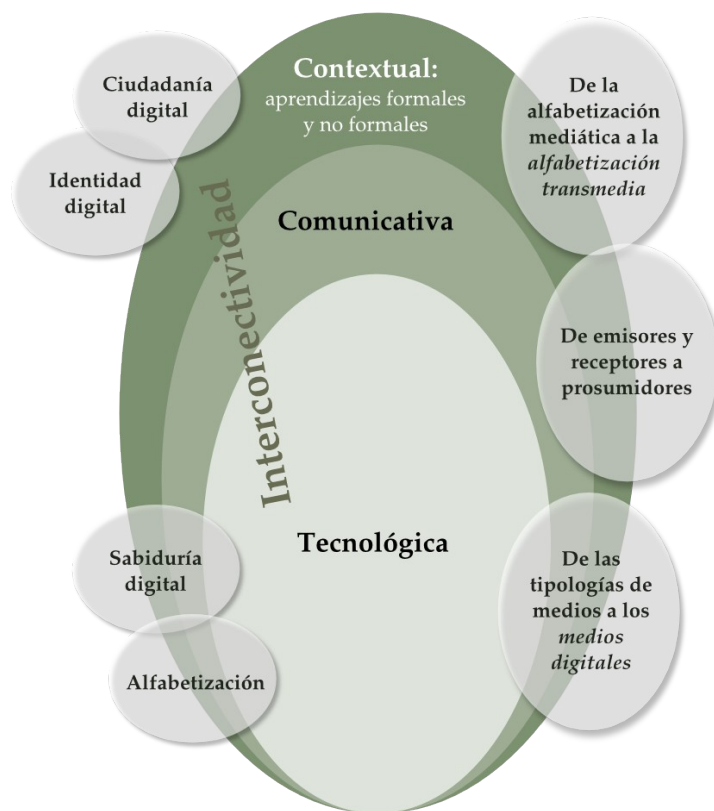 Contextual:
aprendizajes formales
y no formales
Ciudadanía
digital
Identidad
digital
De la
alfabetización
mediática a la
alfabetización
transmedia
Comunicativa
Interconectividad
De emisores y
receptores a
prosumidores
Tecnológica
Sabiduría
digital
Alfabetización
De las
tipologías de
medios a los
medios
digitales